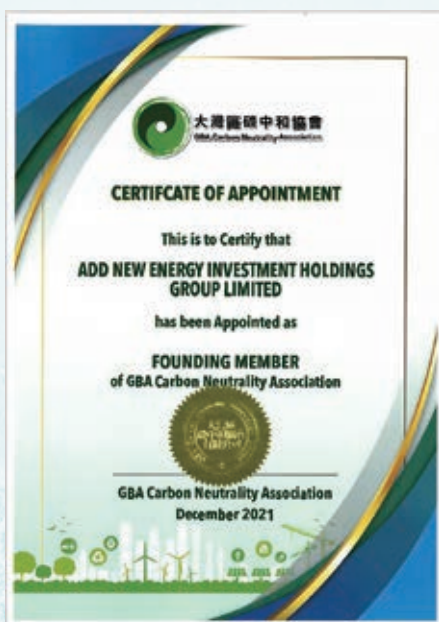 大灣區碳中和協會
GBA Carbon Neutrality Association
CERTIFCATE OF APPOINTMENT
This is to Certify that
ADD NEW ENERGY INVESTMENT HOLDINGS
GROUP LIMITED
has been Appointed as
FOUNDING MEMBER
of GBA Carbon Neutrality Association
GBA Carbon Neutrality Association
December 2021